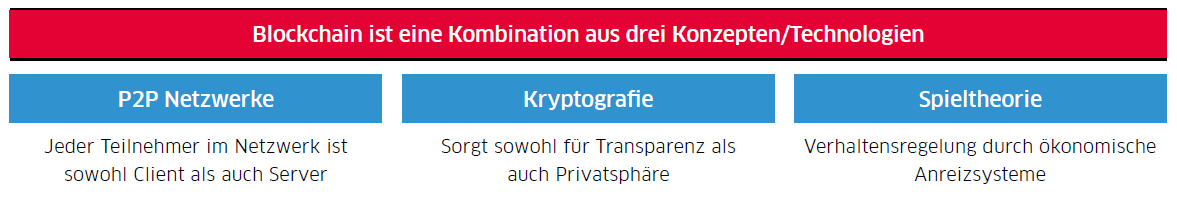 Blockchain ist eine Kombination aus drei Konzepten/Technologien
P2P Netzwerke
Jeder Teilnehmer im Netzwerk ist
sowohl Client als auch Server
Kryptografie
Sorgt sowohl für Transparenz als
auch Privatsphäre
Spieltheorie
Verhaltensregelung durch ökonomische
Anreizsysteme